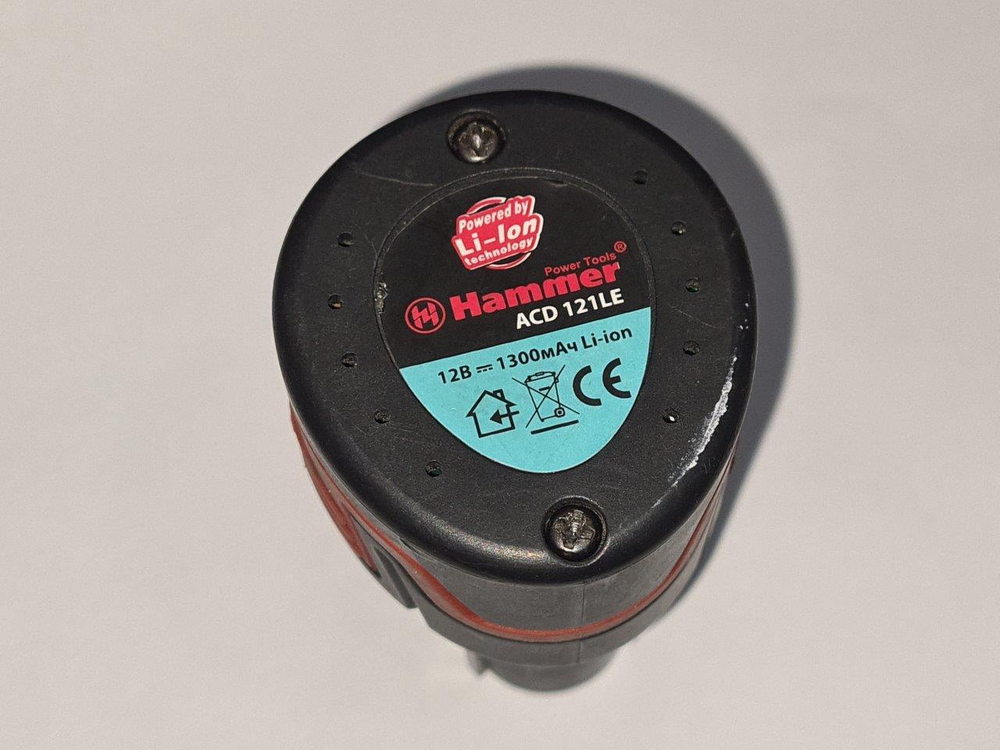 Powered by
Li-Ion
technology
Power Tools®
Hammer
ACD 121LE
12В ⎓ 1300мАч Li-ion
CE